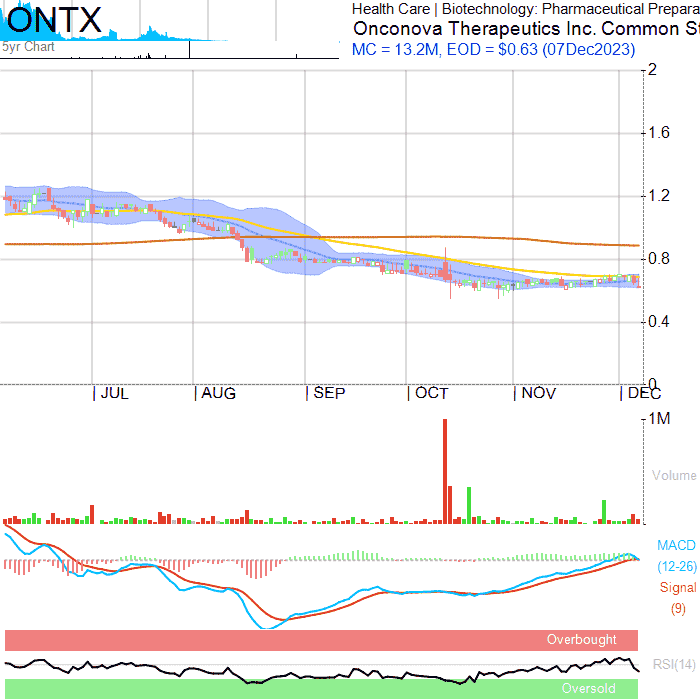 ONTX
5yr Chart
Health Care | Biotechnology: Pharmaceutical Prepara
Onconova Therapeutics Inc. Common St
MC = 13.2M, EOD = $0.63 (07Dec2023)
2
1.6
1.2
0.8
0.4
0
JUL AUG SEP OCT NOV DEC
1M
Volume
MACD
(12-26)
Signal
(9)
Overbought
RSI(14)
Oversold